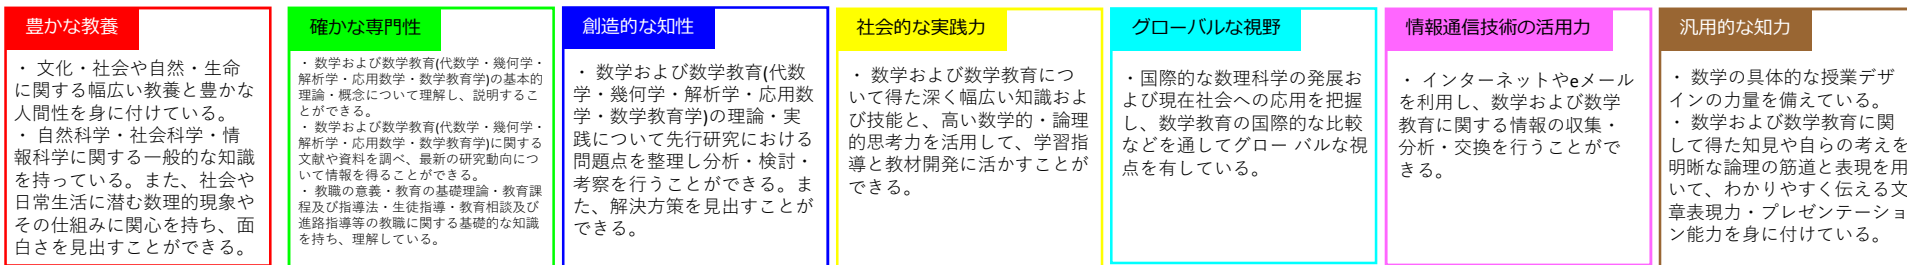 豊かな教養
・ 文化・社会や自然・生命
に関する幅広い教養と豊かな
人間性を身に付けている。
・ 自然科学・社会科学・情
報科学に関する一般的な知識
を持っている。また、社会や
日常生活に潜む数理的現象や
その仕組みに関心を持ち、面
白さを見出すことができる。
確かな専門性
・ 数学および数学教育(代数学・幾何学・
解析学・応用数学・数学教育学)の基本的
理論・概念について理解し、説明するこ
とができる。
・ 数学および数学教育(代数学・幾何学・
解析学・応用数学・数学教育学)に関する
文献や資料を調べ、最新の研究動向につ
いて情報を得ることができる。
・ 教職の意義・教育の基礎理論・教育課
程及び指導法・生徒指導・教育相談及び
進路指導等の教職に関する基礎的な知識
を持ち、理解している。
創造的な知性
・ 数学および数学教育(代数
学・幾何学・解析学・応用数
学・数学教育学)の理論・実
践について先行研究における
問題点を整理し分析・検討・
考察を行うことができる。ま
た、解決方策を見出すことが
できる。
社会的な実践力
・ 数学および数学教育につ
いて得た深く幅広い知識およ
び技能と、高い数学的・論理
的思考力を活用して、学習指
導と教材開発に活かすことが
できる。
グローバルな視野
・国際的な数理科学の発展お
よび現在社会への応用を把握
し、数学教育の国際的な比較
などを通してグロー バルな視
点を有している。
情報通信技術の活用力
・ インターネットやeメール
を利用し、数学および数学
教育に関する情報の収集・
分析・交換を行うことがで
きる。
汎用的な知力
・ 数学の具体的な授業デザ
インの力量を備えている。
・ 数学および数学教育に関
して得た知見や自らの考えを
明晰な論理の筋道と表現を用
いて、わかりやすく伝える文
章表現力・プレゼンテーショ
ン能力を身に付けている。